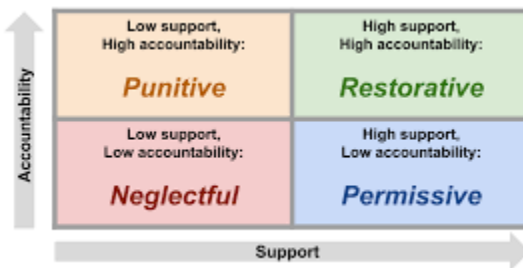 Accountability
Low support,
High accountability:
Punitive
High support,
High accountability:
Restorative
Low support,
Low accountability:
Neglectful
High support,
Low accountability:
Permissive
Support